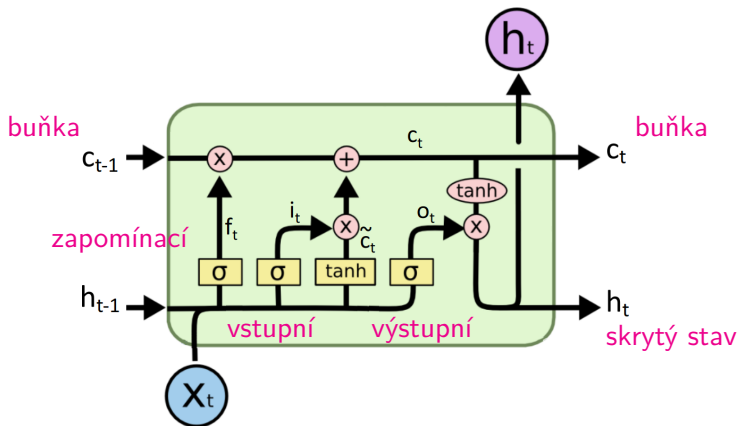 h_t
buňka c_t buňka
c_{t-1} x + c_t
tanh
i_t o_t
f_t x c̃_t x
zapomínací
σ σ tanh σ
h_{t-1} h_t
vstupní výstupní skrytý stav
x_t